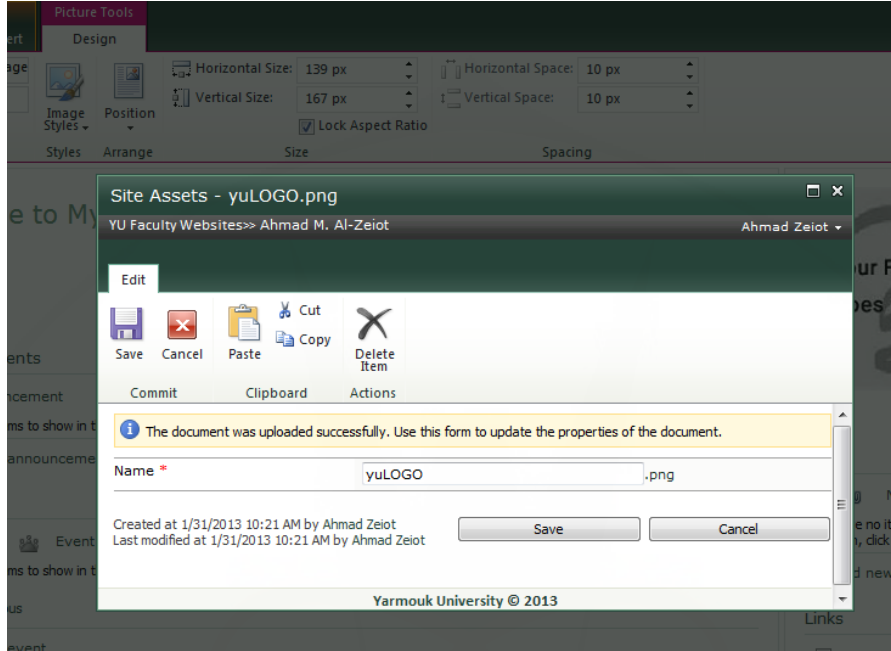 Picture Tools
ert
Design
age
Horizontal Size: 139 px
Horizontal Space: 10 px
Vertical Size: 167 px
Vertical Space: 10 px
Image Styles
Position
Lock Aspect Ratio
Styles
Arrange
Size
Spacing
e to My
Site Assets - yuLOGO.png
YU Faculty Websites>> Ahmad M. Al-Zeiot
Ahmad Zeiot
our F
oes
Edit
Save
Cancel
Paste
Cut
Copy
Delete Item
Commit
Clipboard
Actions
ents
ncement
ms to show in t
announceme
The document was uploaded successfully. Use this form to update the properties of the document.
Name *
yuLOGO
.png
Created at 1/31/2013 10:21 AM by Ahmad Zeiot
Last modified at 1/31/2013 10:21 AM by Ahmad Zeiot
Save
Cancel
Event
ms to show in t
e no it
, click
d new
us
Yarmouk University © 2013
Links
event